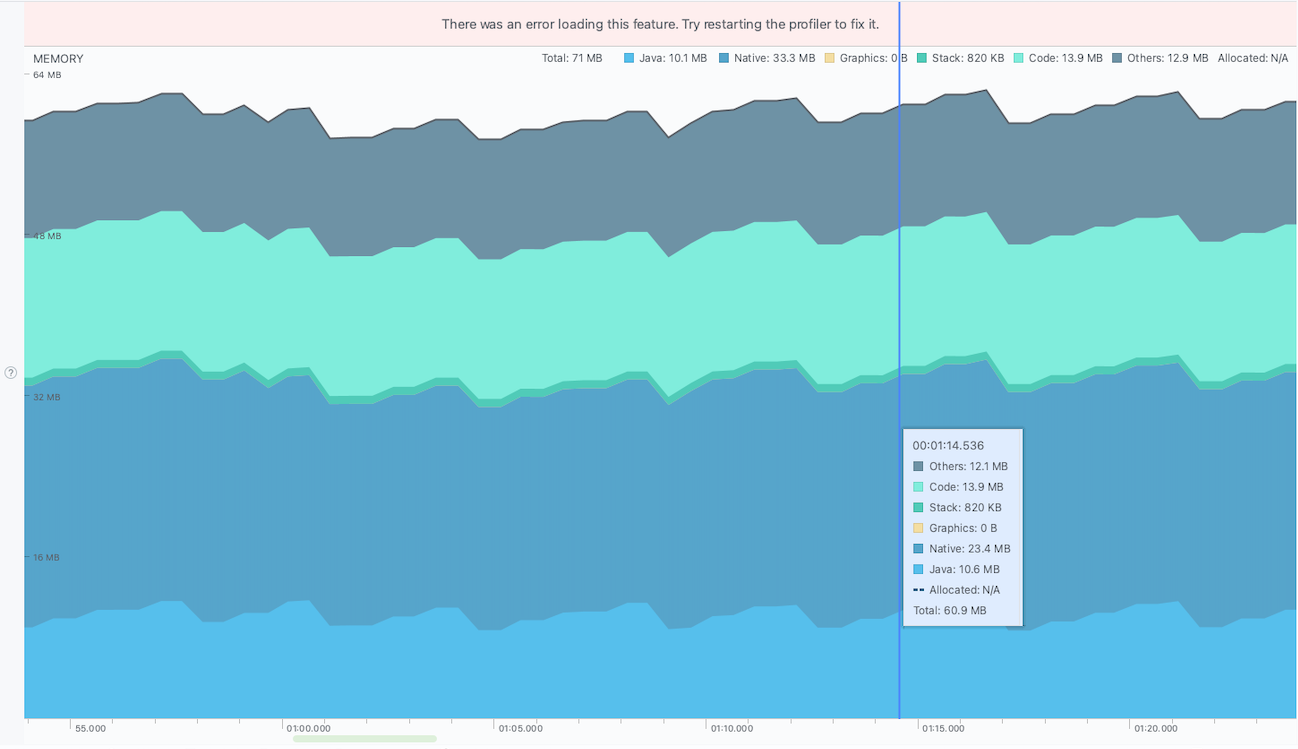 There was an error loading this feature. Try restarting the profiler to fix it.
MEMORY Total: 71 MB Java: 10.1 MB Native: 33.3 MB Graphics: 0 B Stack: 820 KB Code: 13.9 MB Others: 12.9 MB Allocated: N/A
64 MB
48 MB
?
32 MB
00:01:14.536
Others: 12.1 MB
Code: 13.9 MB
Stack: 820 KB
Graphics: 0 B
Native: 23.4 MB
16 MB
Java: 10.6 MB
Allocated: N/A
Total: 60.9 MB
55.000 01:00.000 01:05.000 01:10.000 01:15.000 01:20.000